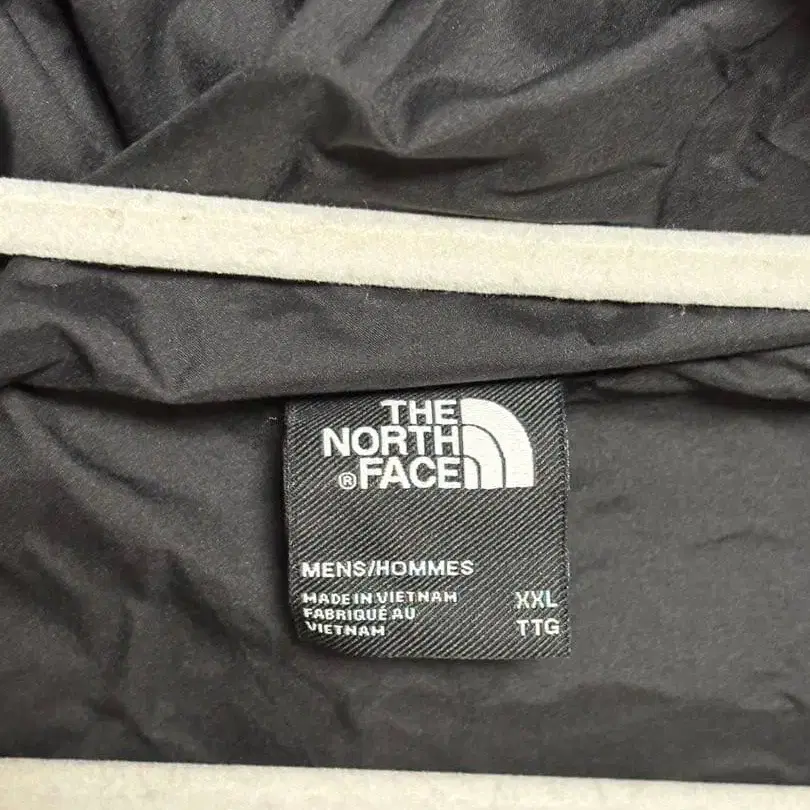 THE
NORTH
® FACE
MENS/HOMMES
MADE IN VIETNAM XXL
FABRIQUÉ AU
VIETNAM TTG